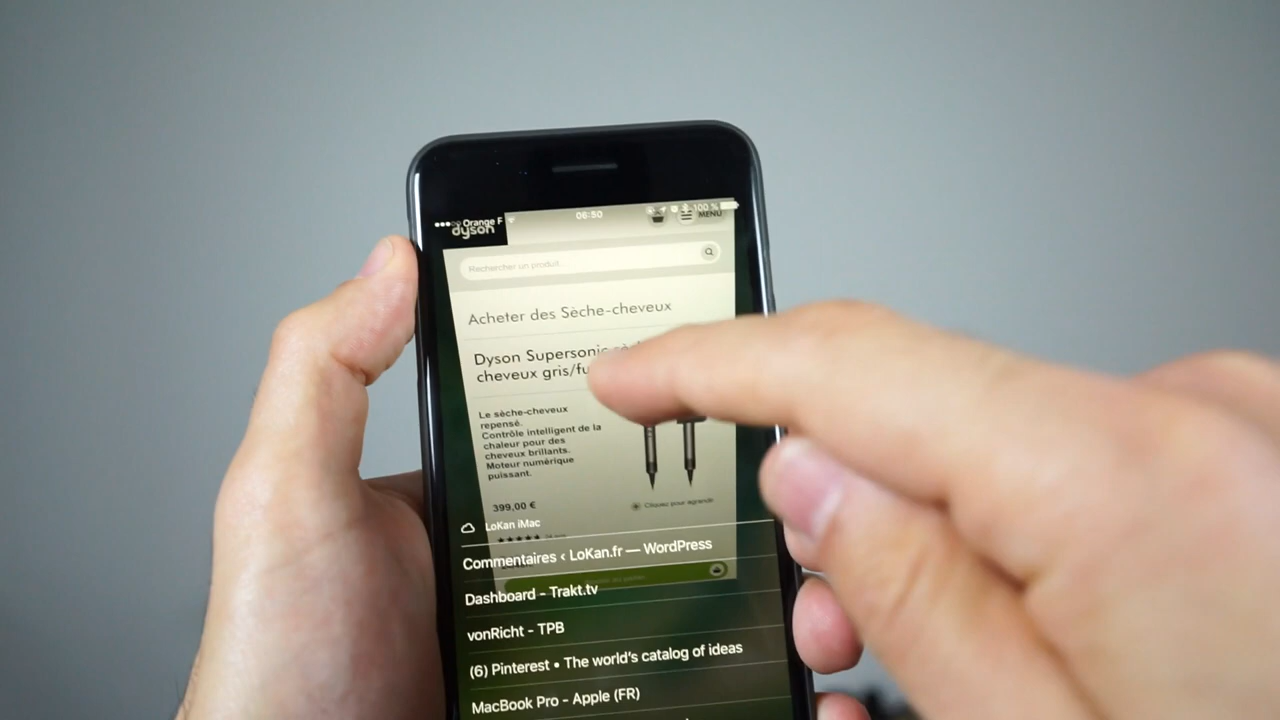 Orange F
06:50
100 %
dyson
MENU
Rechercher un produit...
Acheter des Sèche-cheveux
Dyson Supersonic
cheveux gris/fu
Le sèche-cheveux
repensé.
Contrôle intelligent de la
chaleur pour des
cheveux brillants.
Moteur numérique
puissant.
399,00 €
Cliquez pour agrandir
LoKan iMac
Commentaires ‹ LoKan.fr — WordPress
Dashboard - Trakt.tv
vonRicht - TPB
(6) Pinterest • The world's catalog of ideas
MacBook Pro - Apple (FR)